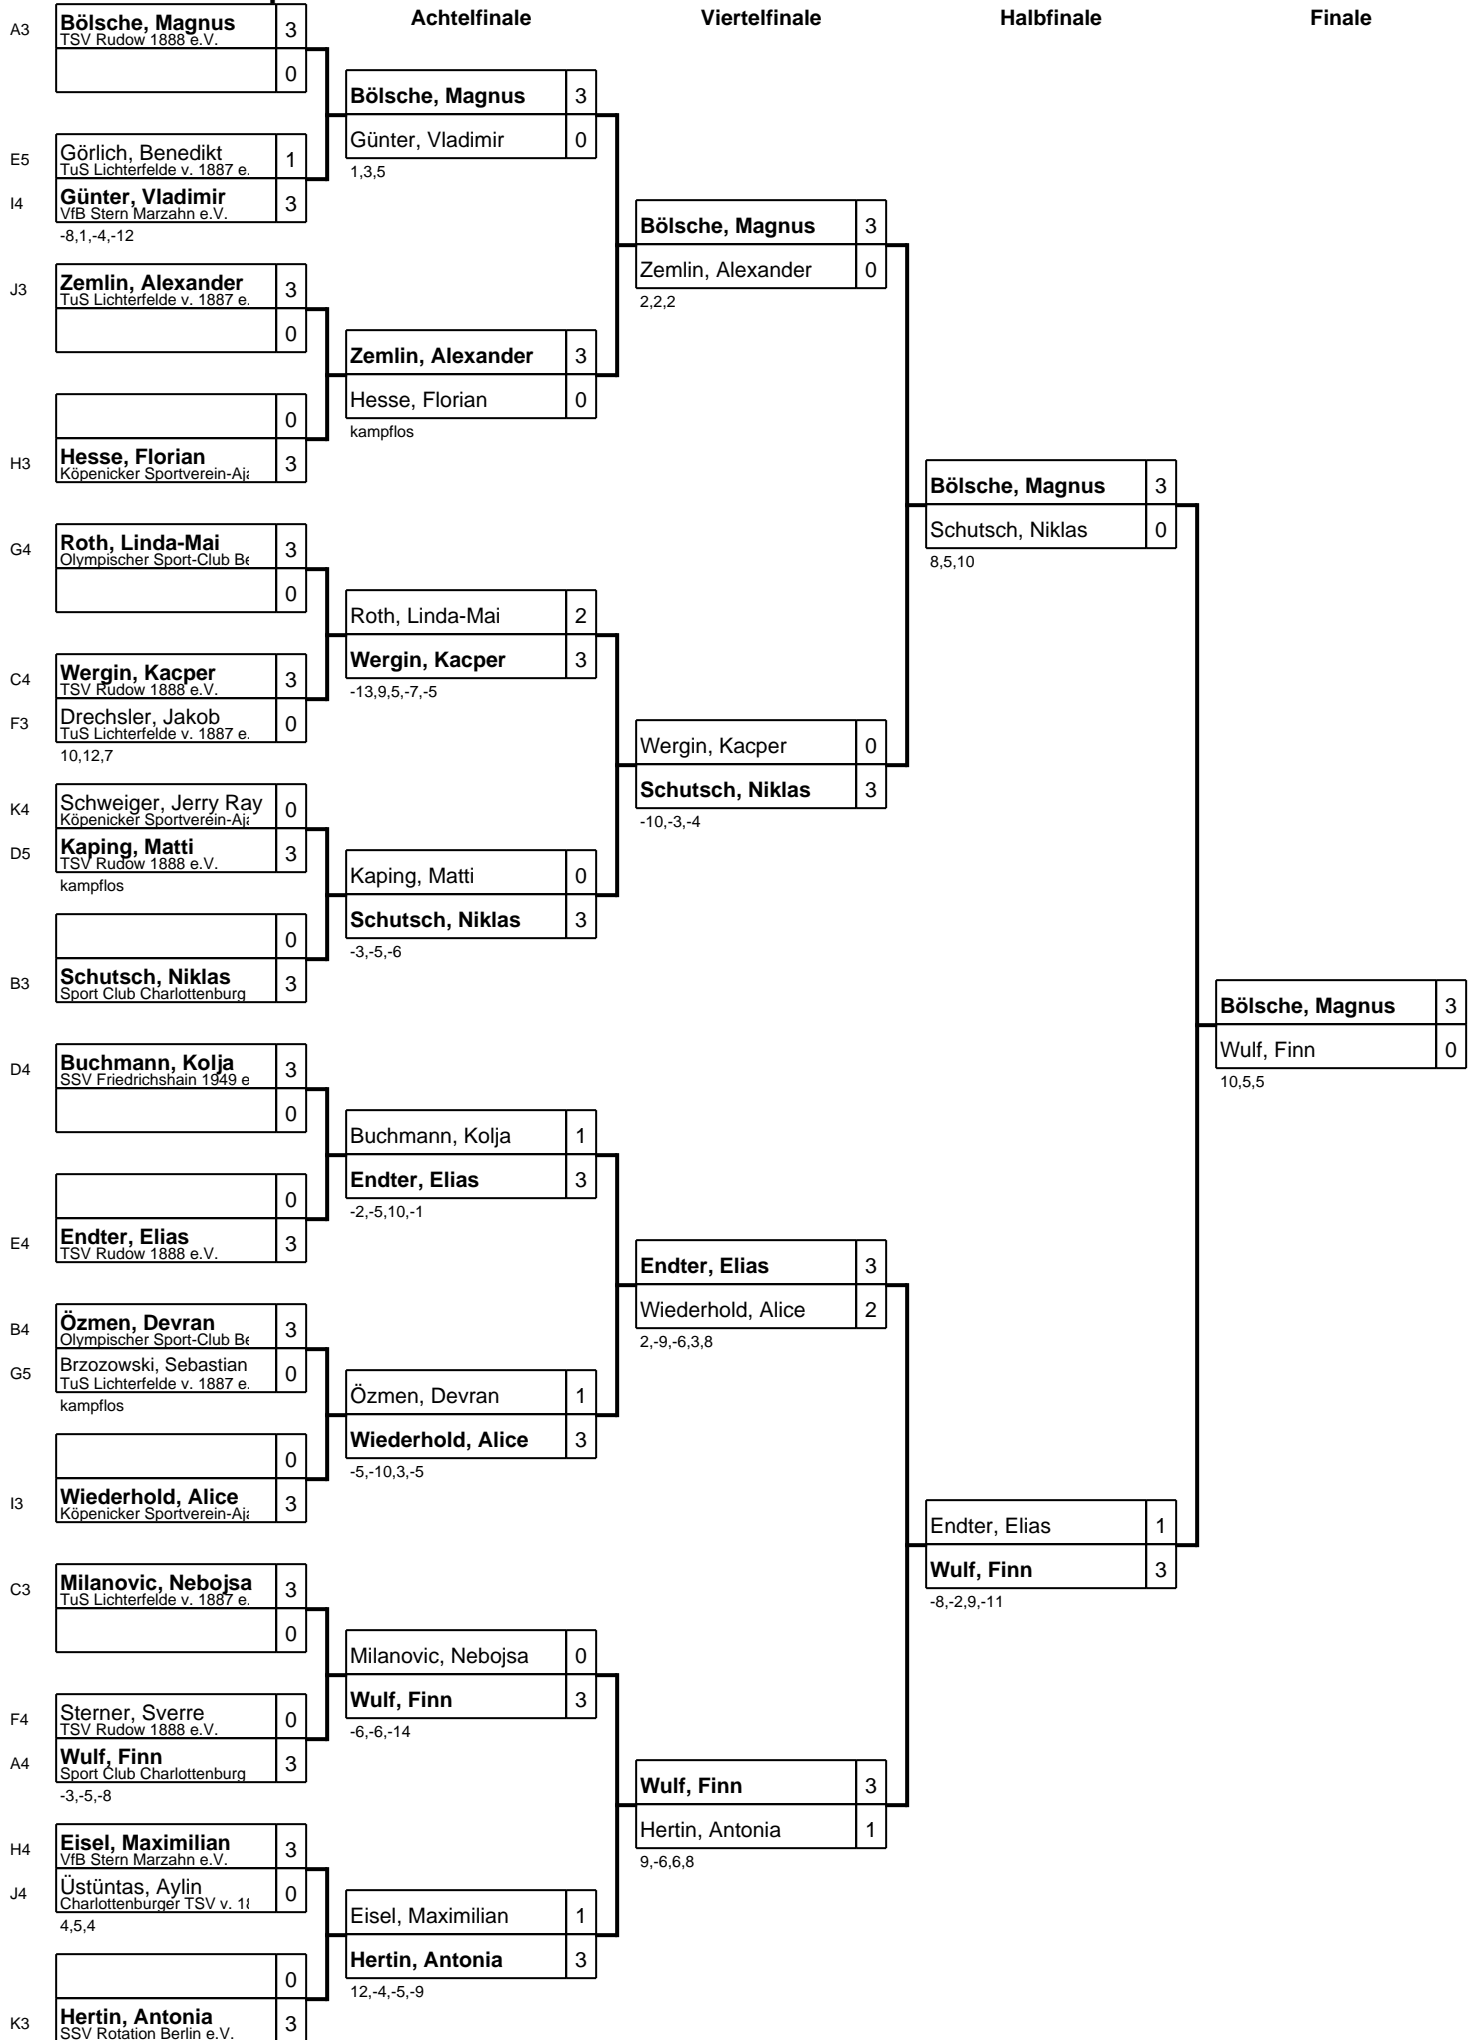 Achtelfinale Viertelfinale Halbfinale Finale
A3 Bölsche, Magnus 3
TSV Rudow 1888 e.V.
0
E5 Görlich, Benedikt 1
TuS Lichterfelde v. 1887 e.
I4 Günter, Vladimir 3
VfB Stern Marzahn e.V.
-8,1,-4,-12
J3 Zemlin, Alexander 3
TuS Lichterfelde v. 1887 e.
0
0
H3 Hesse, Florian 3
Köpenicker Sportverein-Aja
G4 Roth, Linda-Mai 3
Olympischer Sport-Club Be
0
C4 Wergin, Kacper 3
TSV Rudow 1888 e.V.
F3 Drechsler, Jakob 0
TuS Lichterfelde v. 1887 e.
10,12,7
K4 Schweiger, Jerry Ray 0
Köpenicker Sportverein-Aja
D5 Kaping, Matti 3
TSV Rudow 1888 e.V.
kampflos
0
B3 Schutsch, Niklas 3
Sport Club Charlottenburg
D4 Buchmann, Kolja 3
SSV Friedrichshain 1949 e
0
0
E4 Endter, Elias 3
TSV Rudow 1888 e.V.
B4 Özmen, Devran 3
Olympischer Sport-Club Be
G5 Brzozowski, Sebastian 0
TuS Lichterfelde v. 1887 e.
kampflos
0
I3 Wiederhold, Alice 3
Köpenicker Sportverein-Aja
C3 Milanovic, Nebojsa 3
TuS Lichterfelde v. 1887 e.
0
F4 Sterner, Sverre 0
TSV Rudow 1888 e.V.
A4 Wulf, Finn 3
Sport Club Charlottenburg
-3,-5,-8
H4 Eisel, Maximilian 3
VfB Stern Marzahn e.V.
J4 Üstüntas, Aylin 0
Charlottenburger TSV v. 18
4,5,4
0
K3 Hertin, Antonia 3
SSV Rotation Berlin e.V.
Bölsche, Magnus 3
Günter, Vladimir 0
1,3,5
Zemlin, Alexander 3
Hesse, Florian 0
kampflos
Roth, Linda-Mai 2
Wergin, Kacper 3
-13,9,5,-7,-5
Kaping, Matti 0
Schutsch, Niklas 3
-3,-5,-6
Buchmann, Kolja 1
Endter, Elias 3
-2,-5,10,-1
Özmen, Devran 1
Wiederhold, Alice 3
-5,-10,3,-5
Milanovic, Nebojsa 0
Wulf, Finn 3
-6,-6,-14
Eisel, Maximilian 1
Hertin, Antonia 3
12,-4,-5,-9
Bölsche, Magnus 3
Zemlin, Alexander 0
2,2,2
Wergin, Kacper 0
Schutsch, Niklas 3
-10,-3,-4
Endter, Elias 3
Wiederhold, Alice 2
2,-9,-6,3,8
Wulf, Finn 3
Hertin, Antonia 1
9,-6,6,8
Bölsche, Magnus 3
Schutsch, Niklas 0
8,5,10
Endter, Elias 1
Wulf, Finn 3
-8,-2,9,-11
Bölsche, Magnus 3
Wulf, Finn 0
10,5,5